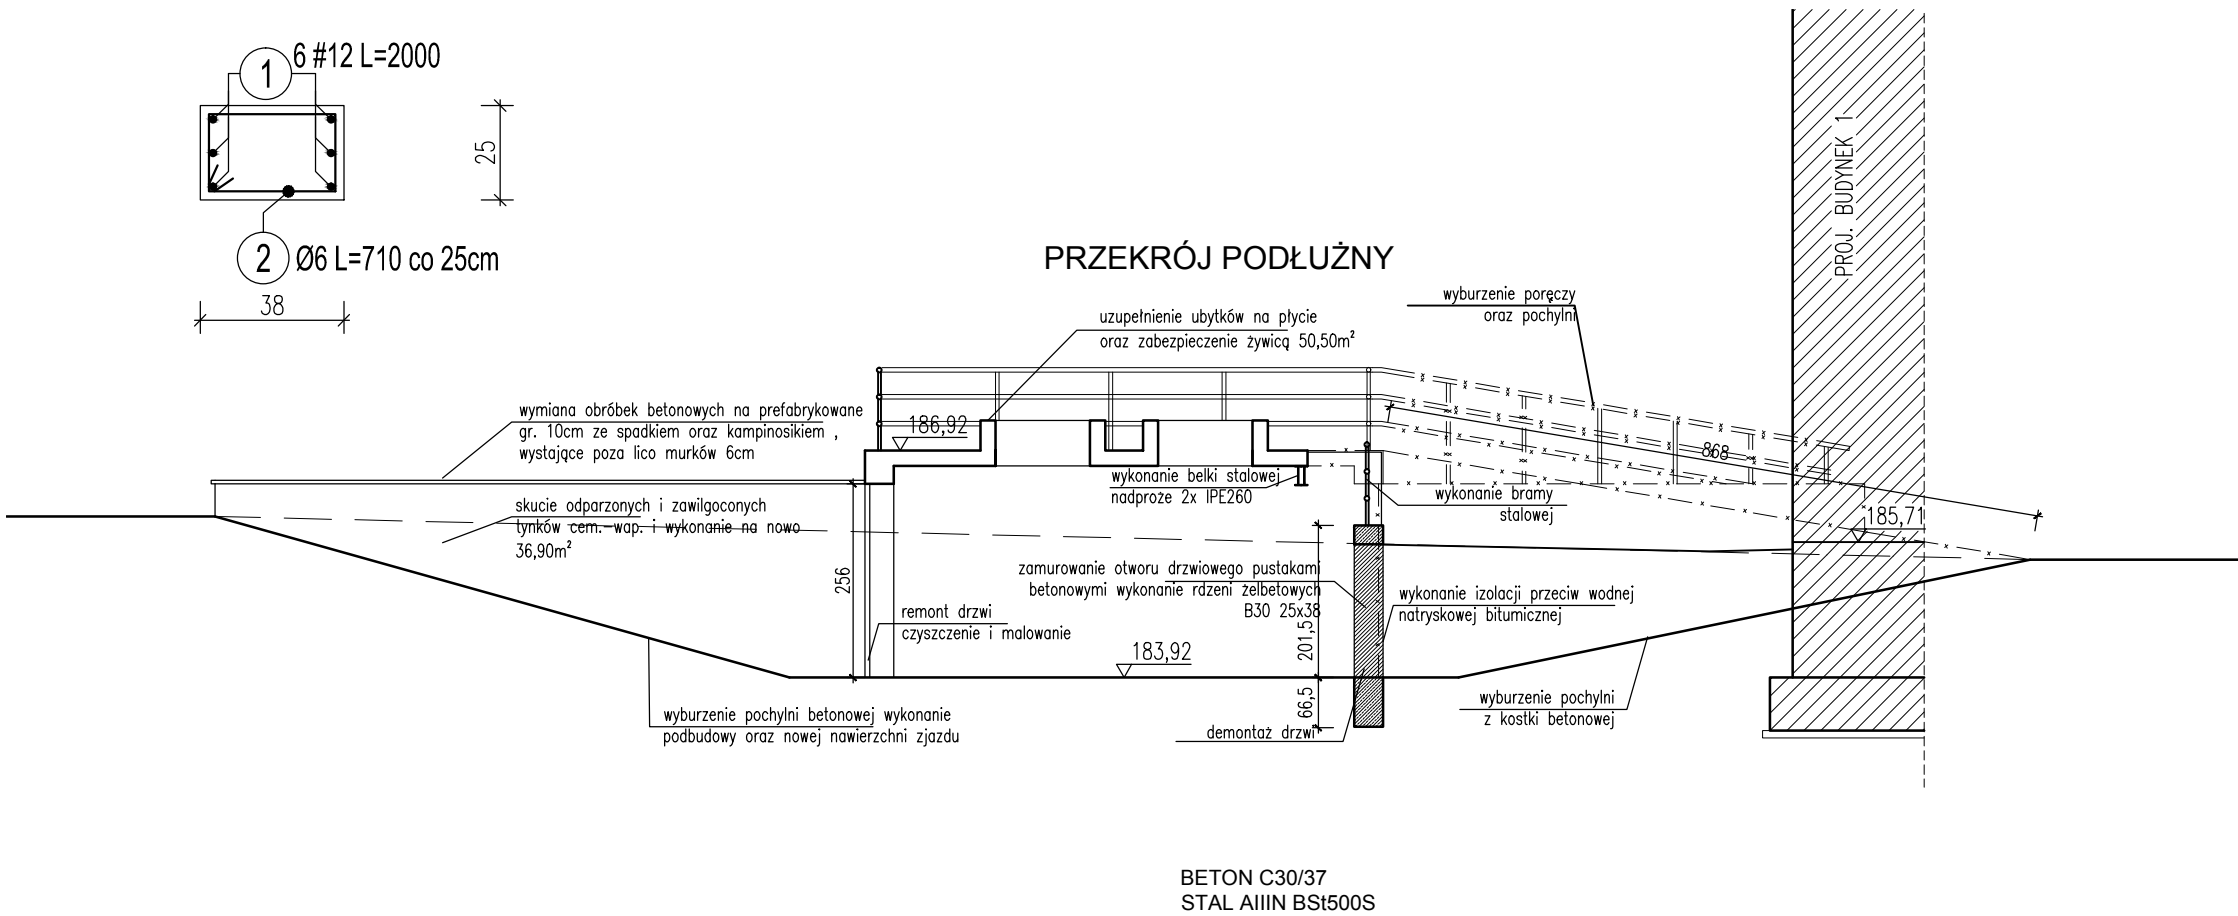 1
6 #12 L=2000
25
2
Ø6 L=710 co 25cm
38
PRZEKRÓJ PODŁUŻNY
PROJ. BUDYNEK 1
wyburzenie poręczy
oraz pochylni
uzupełnienie ubytków na płycie
oraz zabezpieczenie żywicą 50,50m²
wymiana obróbek betonowych na prefabrykowane
gr. 10cm ze spadkiem oraz kampinosikiem ,
wystające poza lico murków 6cm
186,92
868
wykonanie belki stalowej
nadproże 2x IPE260
wykonanie bramy
stalowej
skucie odparzonych i zawilgoconych
tynków cem.-wap. i wykonanie na nowo
36,90m²
185,71
256
zamurowanie otworu drzwiowego pustakami
betonowymi wykonanie rdzeni żelbetowych
B30 25x38
wykonanie izolacji przeciw wodnej
natryskowej bitumicznej
remont drzwi
czyszczenie i malowanie
201,5
183,92
66,5
wyburzenie pochylni
z kostki betonowej
wyburzenie pochylni betonowej wykonanie
podbudowy oraz nowej nawierzchni zjazdu
demontaż drzwi
BETON C30/37
STAL AIIIN BSt500S